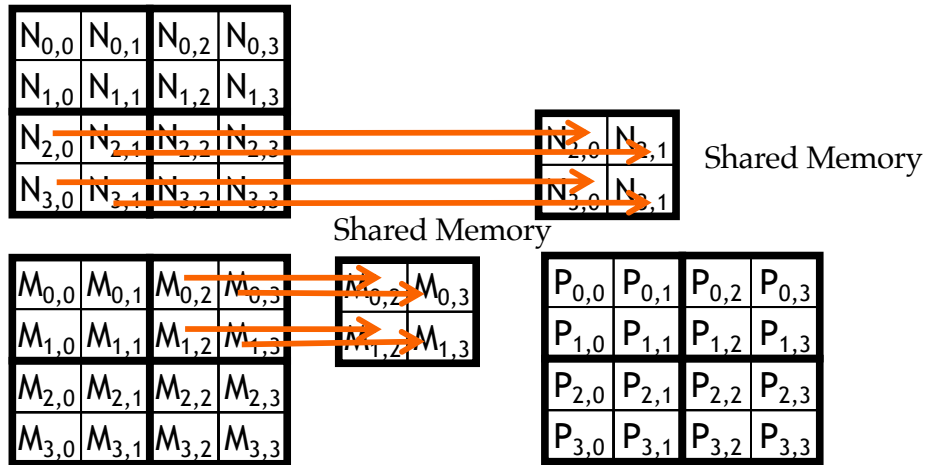 N0,0 N0,1 N0,2 N0,3
N1,0 N1,1 N1,2 N1,3
N2,0 N2,1 N2,2 N2,3
N3,0 N3,1 N3,2 N3,3
N2,0 N2,1
N3,0 N3,1
Shared Memory
Shared Memory
M0,0 M0,1 M0,2 M0,3
M1,0 M1,1 M1,2 M1,3
M2,0 M2,1 M2,2 M2,3
M3,0 M3,1 M3,2 M3,3
M0,2 M0,3
M1,2 M1,3
P0,0 P0,1 P0,2 P0,3
P1,0 P1,1 P1,2 P1,3
P2,0 P2,1 P2,2 P2,3
P3,0 P3,1 P3,2 P3,3